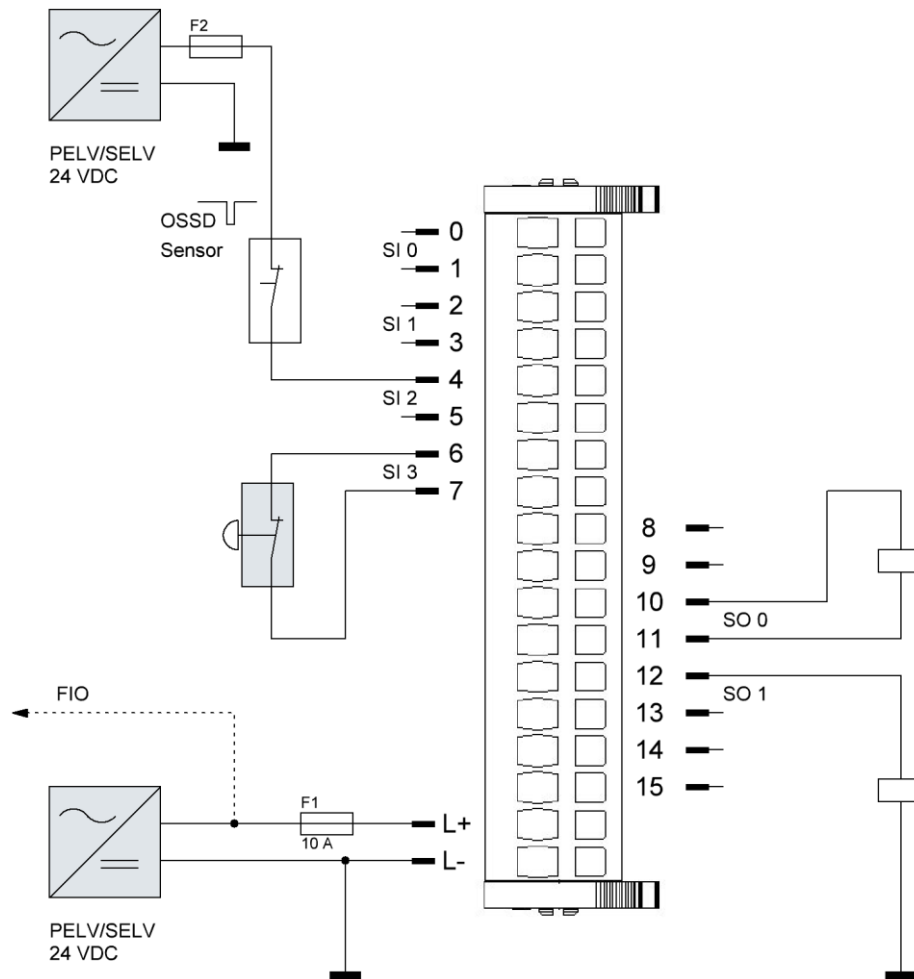 F2
PELV/SELV
24 VDC
OSSD
Sensor
0
SI 0
1
2
SI 1
3
4
SI 2
5
6
SI 3
7
8
9
10
SO 0
11
12
SO 1
13
14
15
FIO
F1
10 A
L+
L-
PELV/SELV
24 VDC